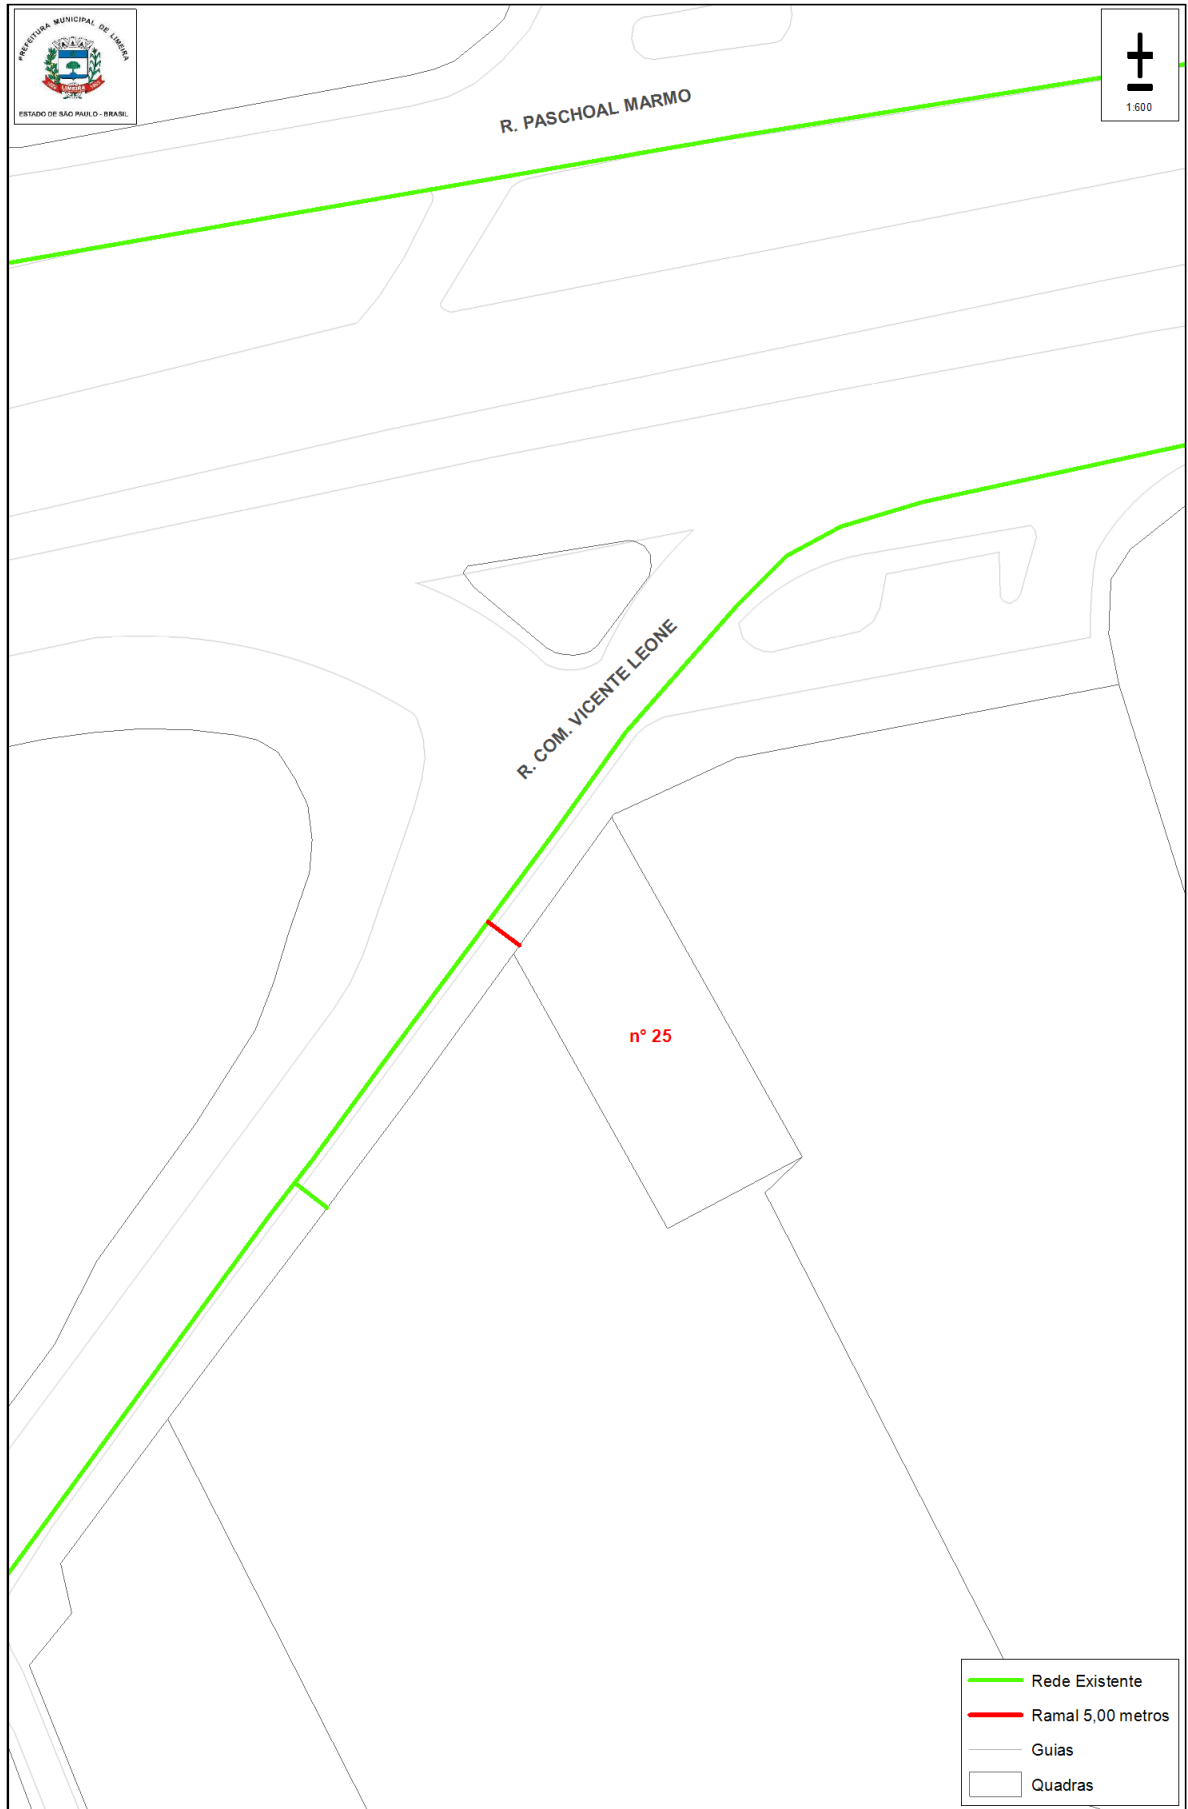 PREFEITURA MUNICIPAL DE LIMEIRA
LIMEIRA
ESTADO DE SÃO PAULO - BRASIL
1:600
R. PASCHOAL MARMO
R. COM. VICENTE LEONE
n° 25
Rede Existente
Ramal 5,00 metros
Guias
Quadras